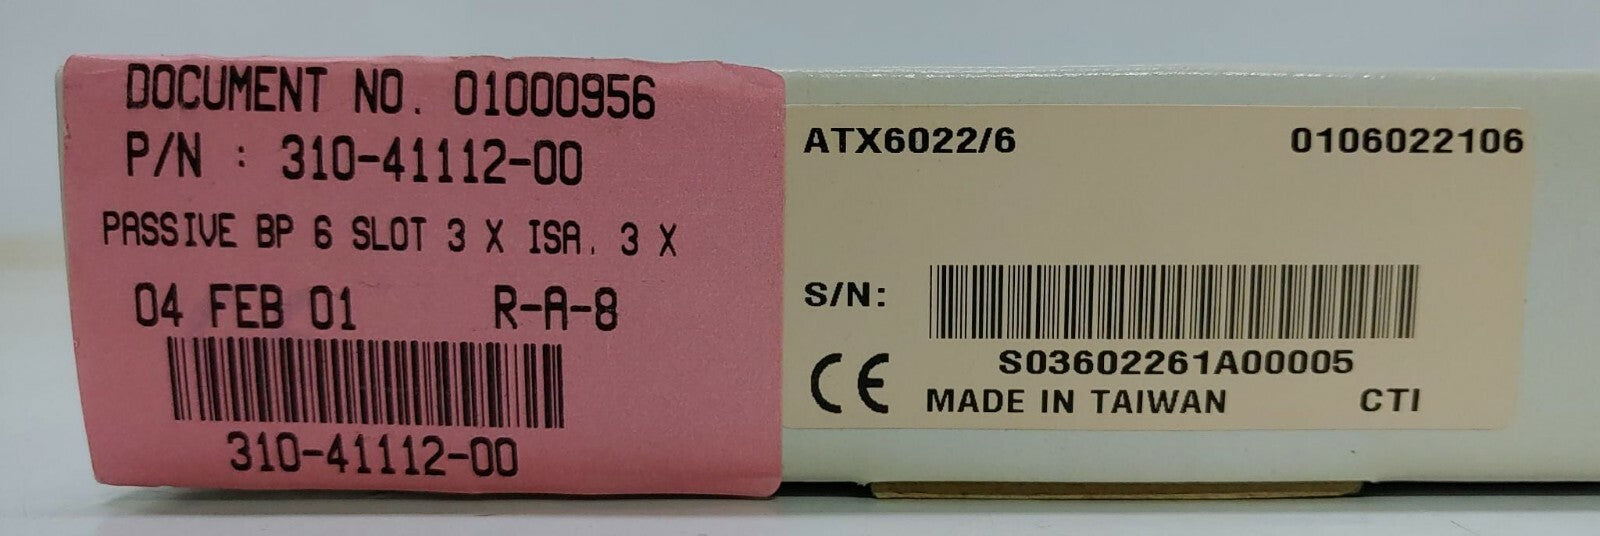 DOCUMENT NO. 01000956
P/N : 310-41112-00
PASSIVE BP 6 SLOT 3 X ISA. 3 X
04 FEB 01 R-A-8
310-41112-00
ATX6022/6 0106022106
S/N:
S03602261A00005
CE MADE IN TAIWAN CTI